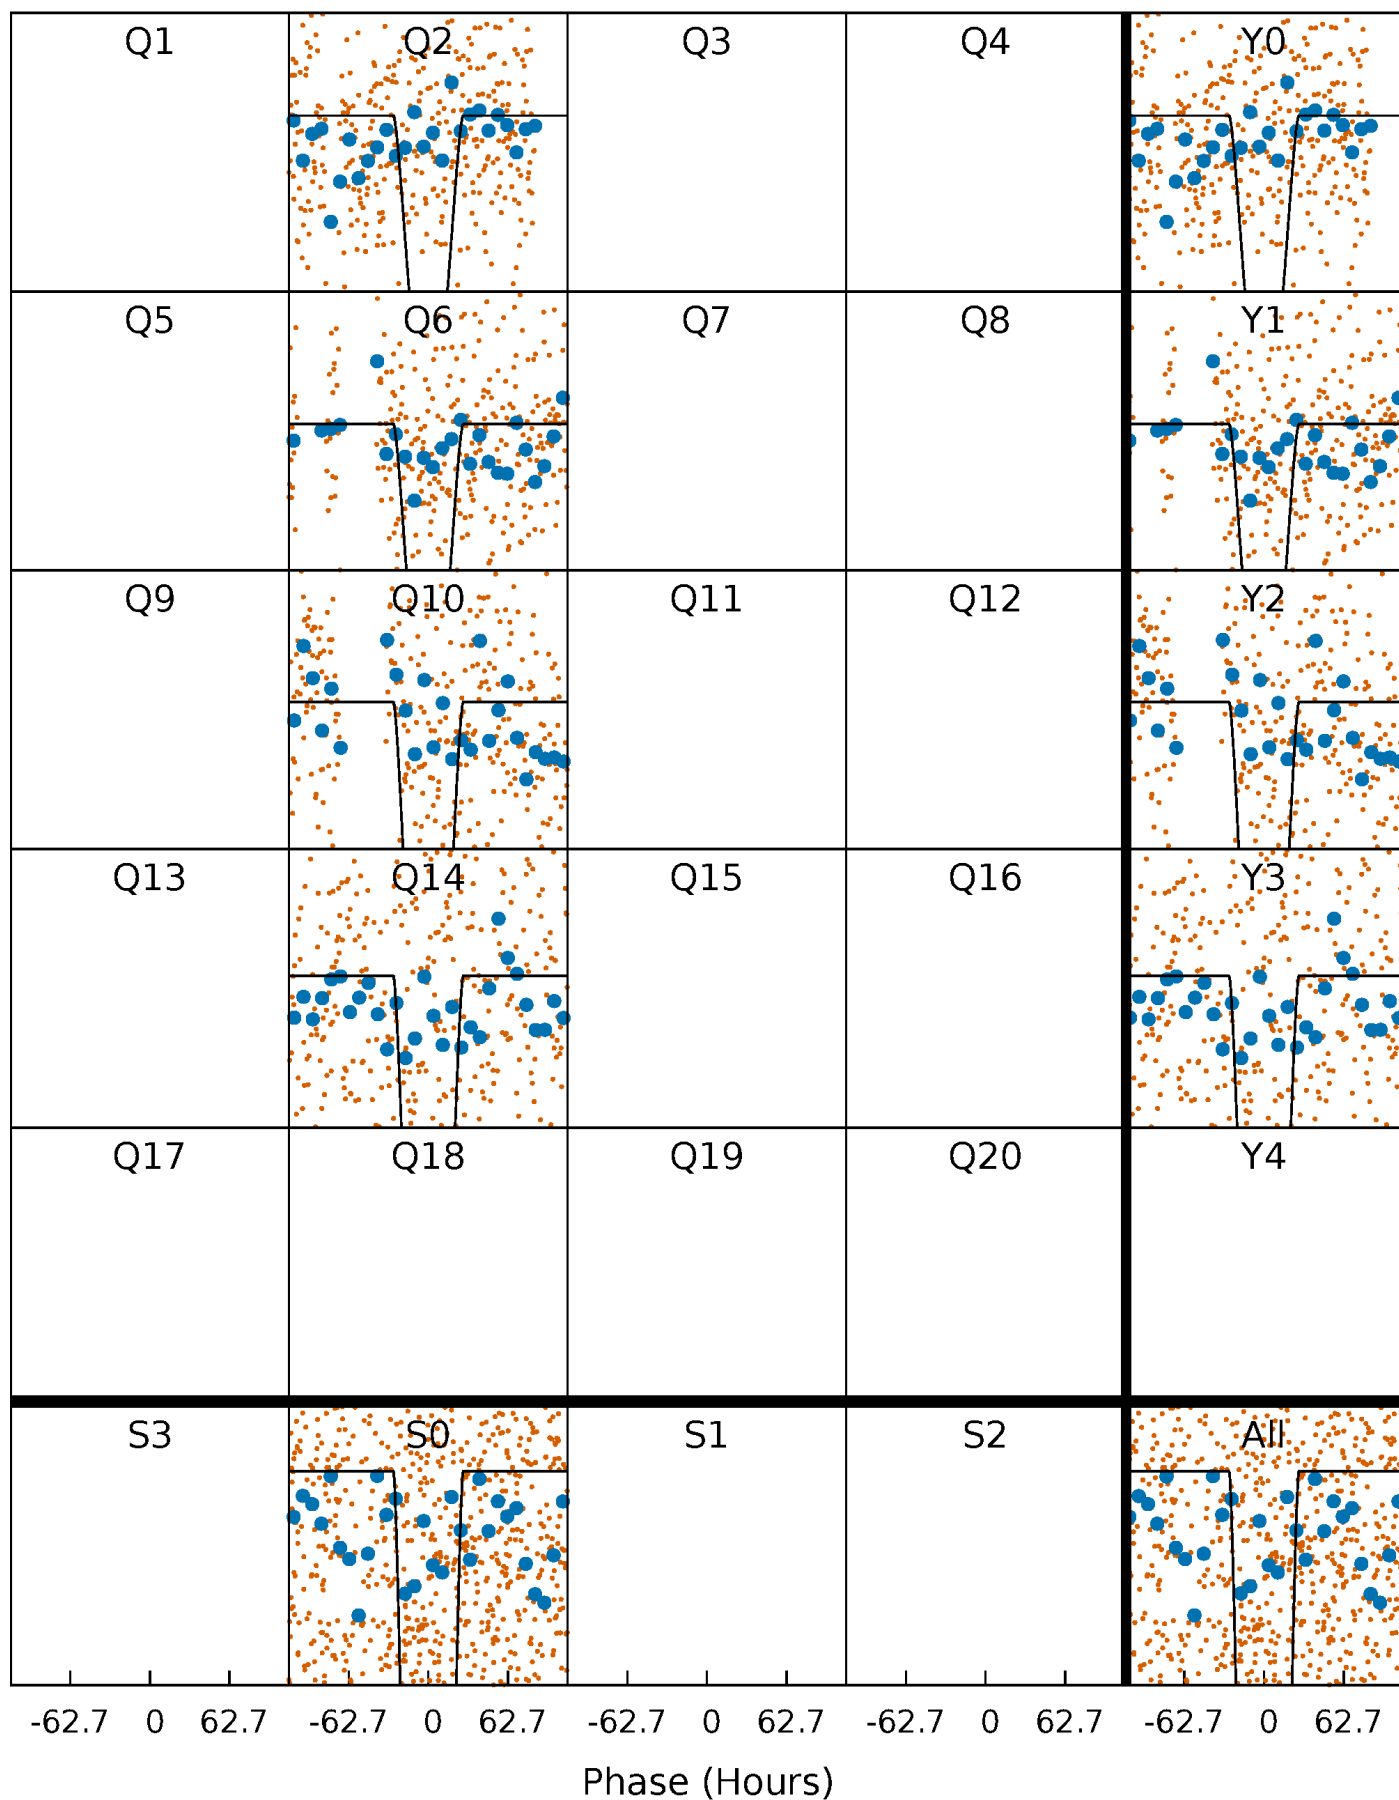 Q1 Q2 Q3 Q4 Y0
Q5 Q6 Q7 Q8 Y1
Q9 Q10 Q11 Q12 Y2
Q13 Q14 Q15 Q16 Y3
Q17 Q18 Q19 Q20 Y4
S3 S0 S1 S2 All
-62.7 0 62.7 -62.7 0 62.7 -62.7 0 62.7 -62.7 0 62.7 -62.7 0 62.7
Phase (Hours)